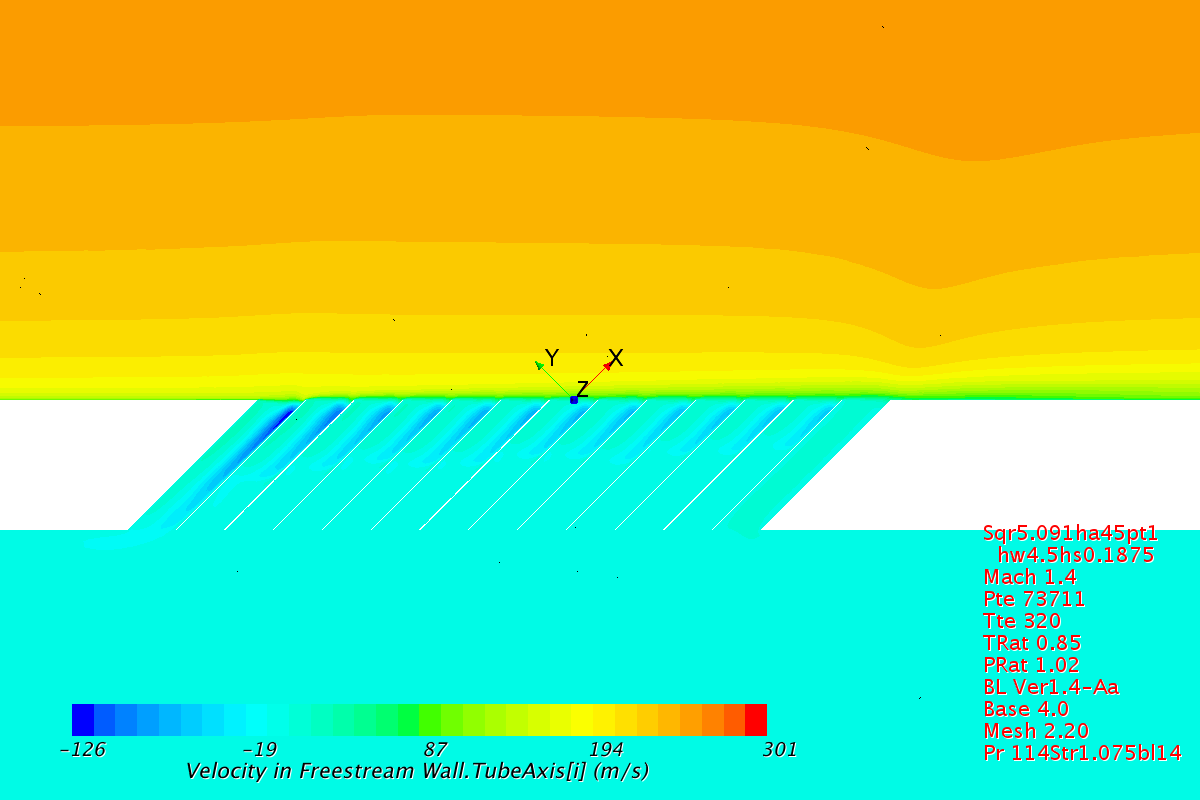 Y X
Z
Sqr5.091ha45pt1
hw4.5hs0.1875
Mach 1.4
Pte 73711
Tte 320
TRat 0.85
PRat 1.02
BL Ver1.4-Aa
Base 4.0
Mesh 2.20
Pr 114Str1.075bl14
-126 -19 87 194 301
Velocity in Freestream Wall.TubeAxis[i] (m/s)